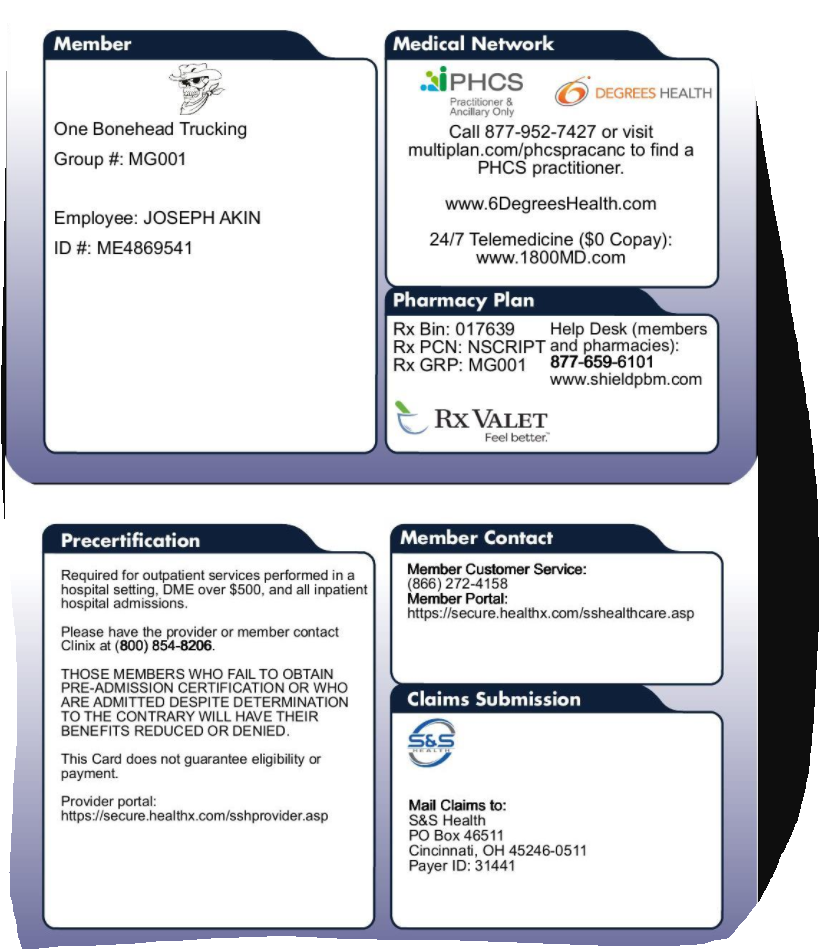 Member
One Bonehead Trucking
Group #: MG001
Employee: JOSEPH AKIN
ID #: ME4869541
Medical Network
PHCS
Practitioner &
Ancillary Only
6 DEGREES HEALTH
Call 877-952-7427 or visit
multiplan.com/phcspracanc to find a
PHCS practitioner.
www.6DegreesHealth.com
24/7 Telemedicine ($0 Copay):
www.1800MD.com
Pharmacy Plan
Rx Bin: 017639
Rx PCN: NSCRIPT
Rx GRP: MG001
Help Desk (members
and pharmacies):
877-659-6101
www.shieldpbm.com
RX VALET
Feel better.™
Precertification
Required for outpatient services performed in a
hospital setting, DME over $500, and all inpatient
hospital admissions.
Please have the provider or member contact
Clinix at (800) 854-8206.
THOSE MEMBERS WHO FAIL TO OBTAIN
PRE-ADMISSION CERTIFICATION OR WHO
ARE ADMITTED DESPITE DETERMINATION
TO THE CONTRARY WILL HAVE THEIR
BENEFITS REDUCED OR DENIED.
This Card does not guarantee eligibility or
payment.
Provider portal:
https://secure.healthx.com/sshprovider.asp
Member Contact
Member Customer Service:
(866) 272-4158
Member Portal:
https://secure.healthx.com/sshealthcare.asp
Claims Submission
S&S
HEALTH
Mail Claims to:
S&S Health
PO Box 46511
Cincinnati, OH 45246-0511
Payer ID: 31441